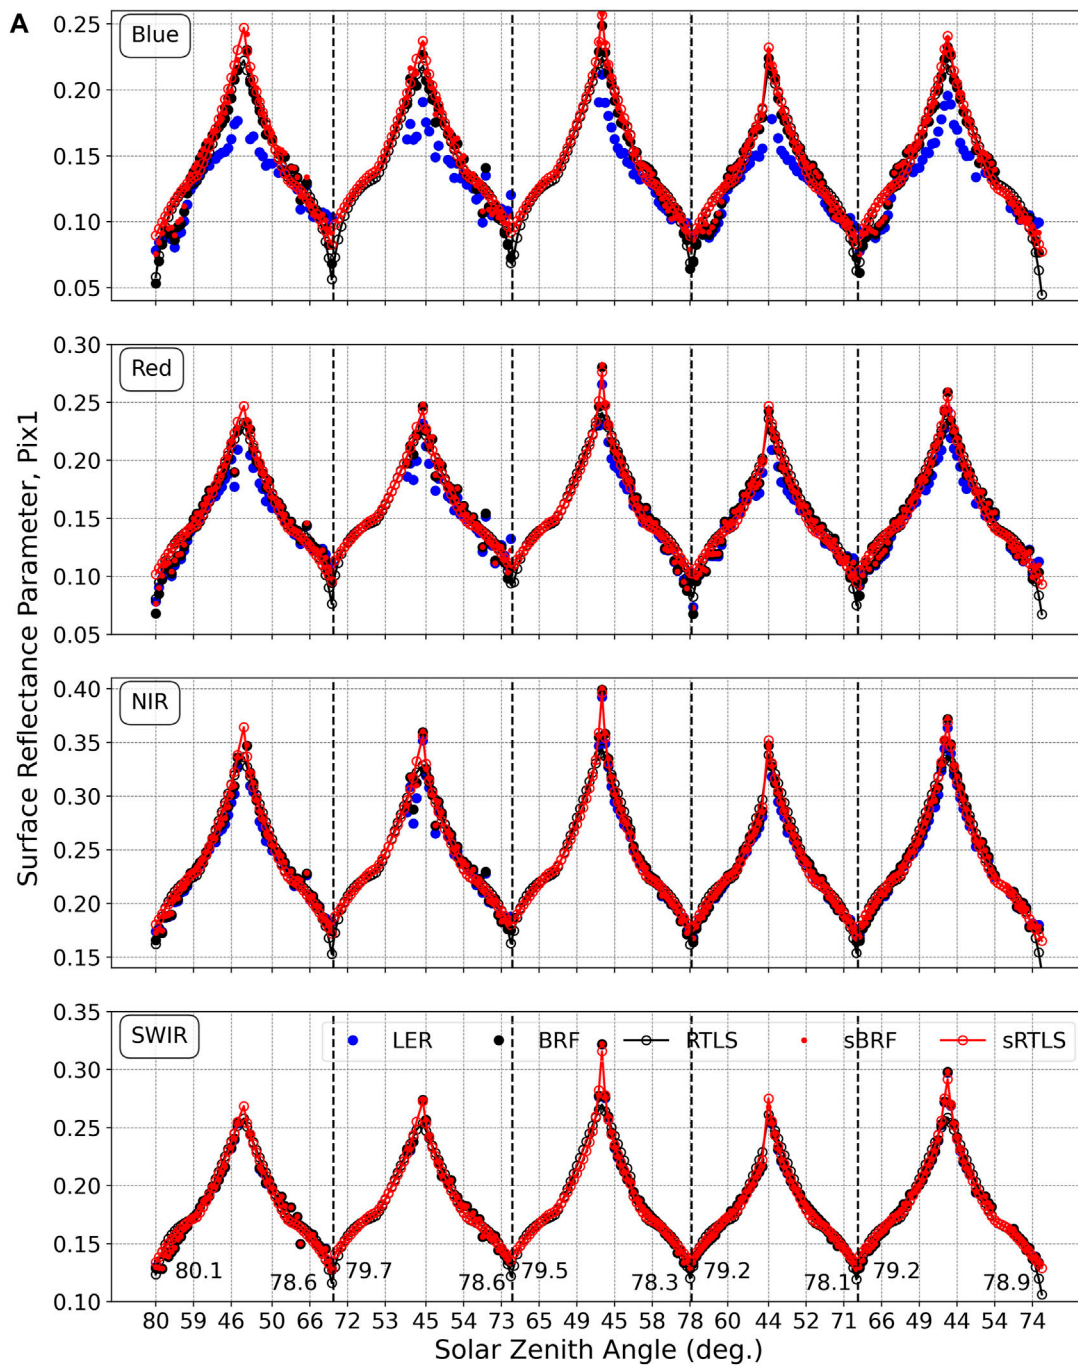 A
Blue
0.25
0.20
0.15
0.10
0.05
Red
0.30
0.25
0.20
0.15
0.10
0.05
NIR
0.40
0.35
0.30
0.25
0.20
0.15
SWIR
LER BRF RTLS sBRF sRTLS
0.35
0.30
0.25
0.20
0.15
0.10
80.1 78.6 79.7 78.6 79.5 78.3 79.2 78.1 79.2 78.9
80 59 46 50 66 72 53 45 54 73 65 49 45 58 78 60 44 52 71 66 49 44 54 74
Solar Zenith Angle (deg.)
Surface Reflectance Parameter, Pix1